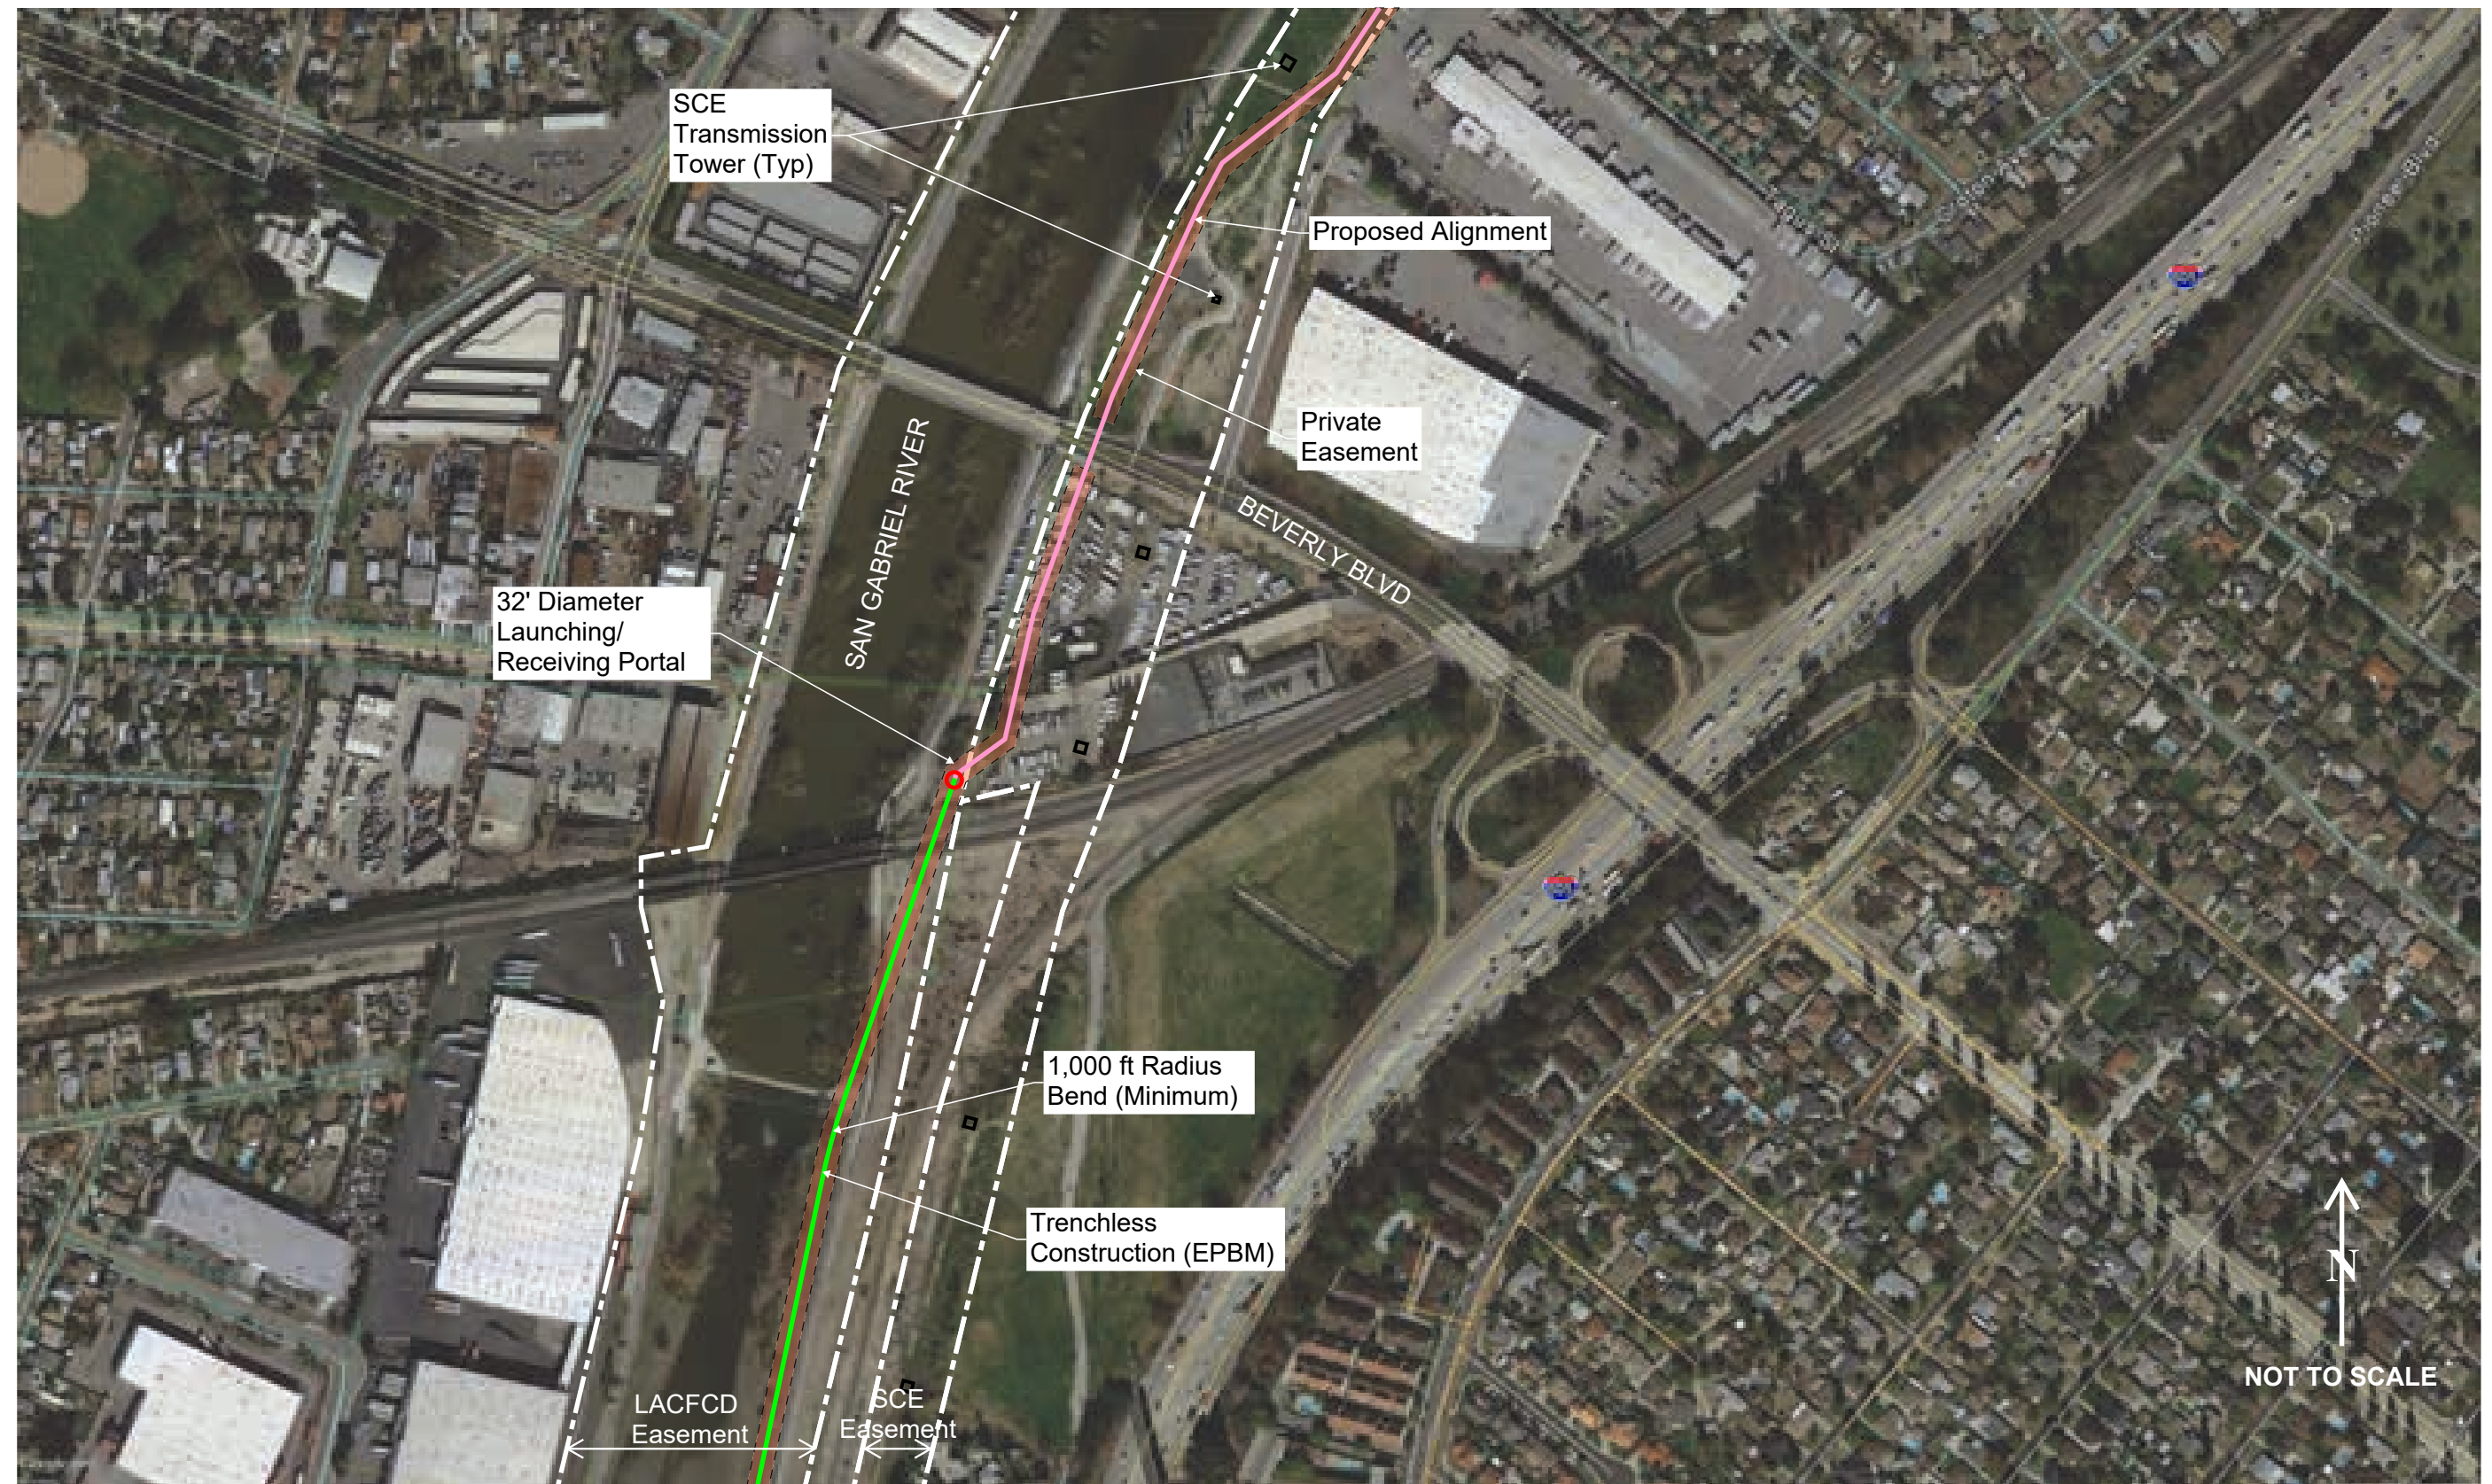 SCE
Transmission
Tower (Typ)
Proposed Alignment
Private
Easement
SAN GABRIEL RIVER
BEVERLY BLVD
32' Diameter
Launching/
Receiving Portal
1,000 ft Radius
Bend (Minimum)
Trenchless
Construction (EPBM)
N
NOT TO SCALE
LACFCD
Easement
SCE
Easement